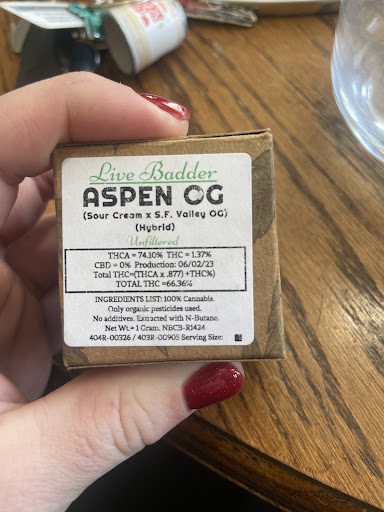 Live Badder
ASPEN OG
(Sour Cream x S.F. Valley OG)
(Hybrid)
Unfiltered
THCA = 74.10% THC = 1.37%
CBD = 0% Production: 06/02/23
Total THC=(THCA x .877) +THC%)
TOTAL THC =66.36%
INGREDIENTS LIST: 100% Cannabis.
Only organic pesticides used.
No additives. Extracted with N-Butane.
Net Wt.= 1 Gram. NBCB-R1424
404R-00326 / 403R-00905 Serving Size: